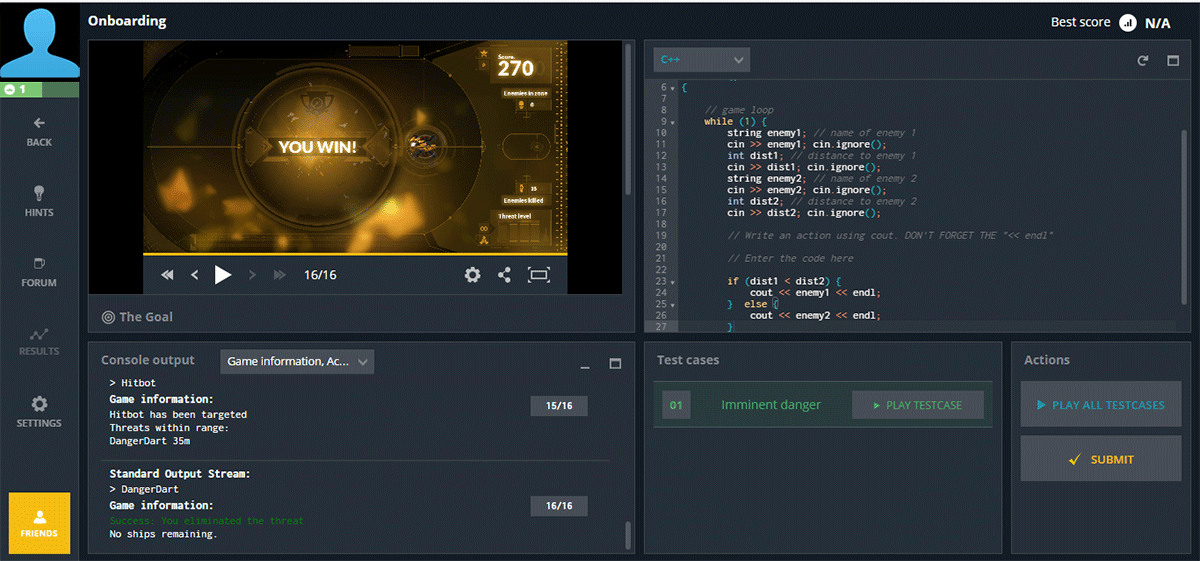 Onboarding
Best score
N/A
1
BACK
HINTS
FORUM
RESULTS
SETTINGS
FRIENDS
YOU WIN!
Score
270
Enemies in zone
0
Enemies killed
Threat level
16/16
The Goal
C++
6 {
7
8 // game loop
9 while (1) {
10 string enemy1; // name of enemy 1
11 cin >> enemy1; cin.ignore();
12 int dist1; // distance to enemy 1
13 cin >> dist1; cin.ignore();
14 string enemy2; // name of enemy 2
15 cin >> enemy2; cin.ignore();
16 int dist2; // distance to enemy 2
17 cin >> dist2; cin.ignore();
18
19 // Write an action using cout. DON'T FORGET THE "<< endl"
20
21 // Enter the code here
22
23 if (dist1 < dist2) {
24 cout << enemy1 << endl;
25 } else {
26 cout << enemy2 << endl;
27 }
Console output
Game information, Ac...
> Hitbot
Game information:
15/16
Hitbot has been targeted
Threats within range:
DangerDart 35m
Standard Output Stream:
> DangerDart
Game information:
16/16
Success: You eliminated the threat
No ships remaining.
Test cases
01
Imminent danger
PLAY TESTCASE
Actions
PLAY ALL TESTCASES
SUBMIT